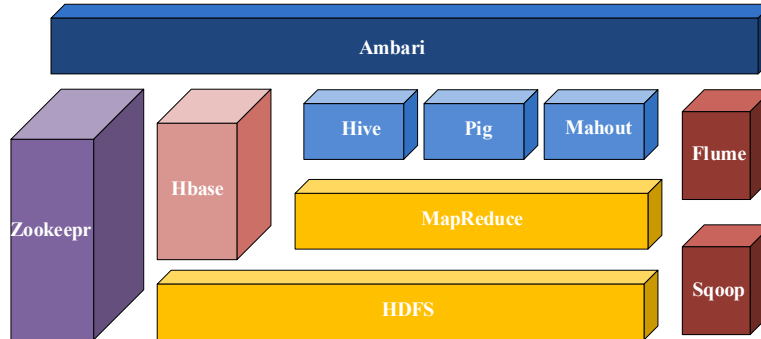 Ambari
Hive
Pig
Mahout
Flume
Hbase
Zookeepr
MapReduce
Sqoop
HDFS